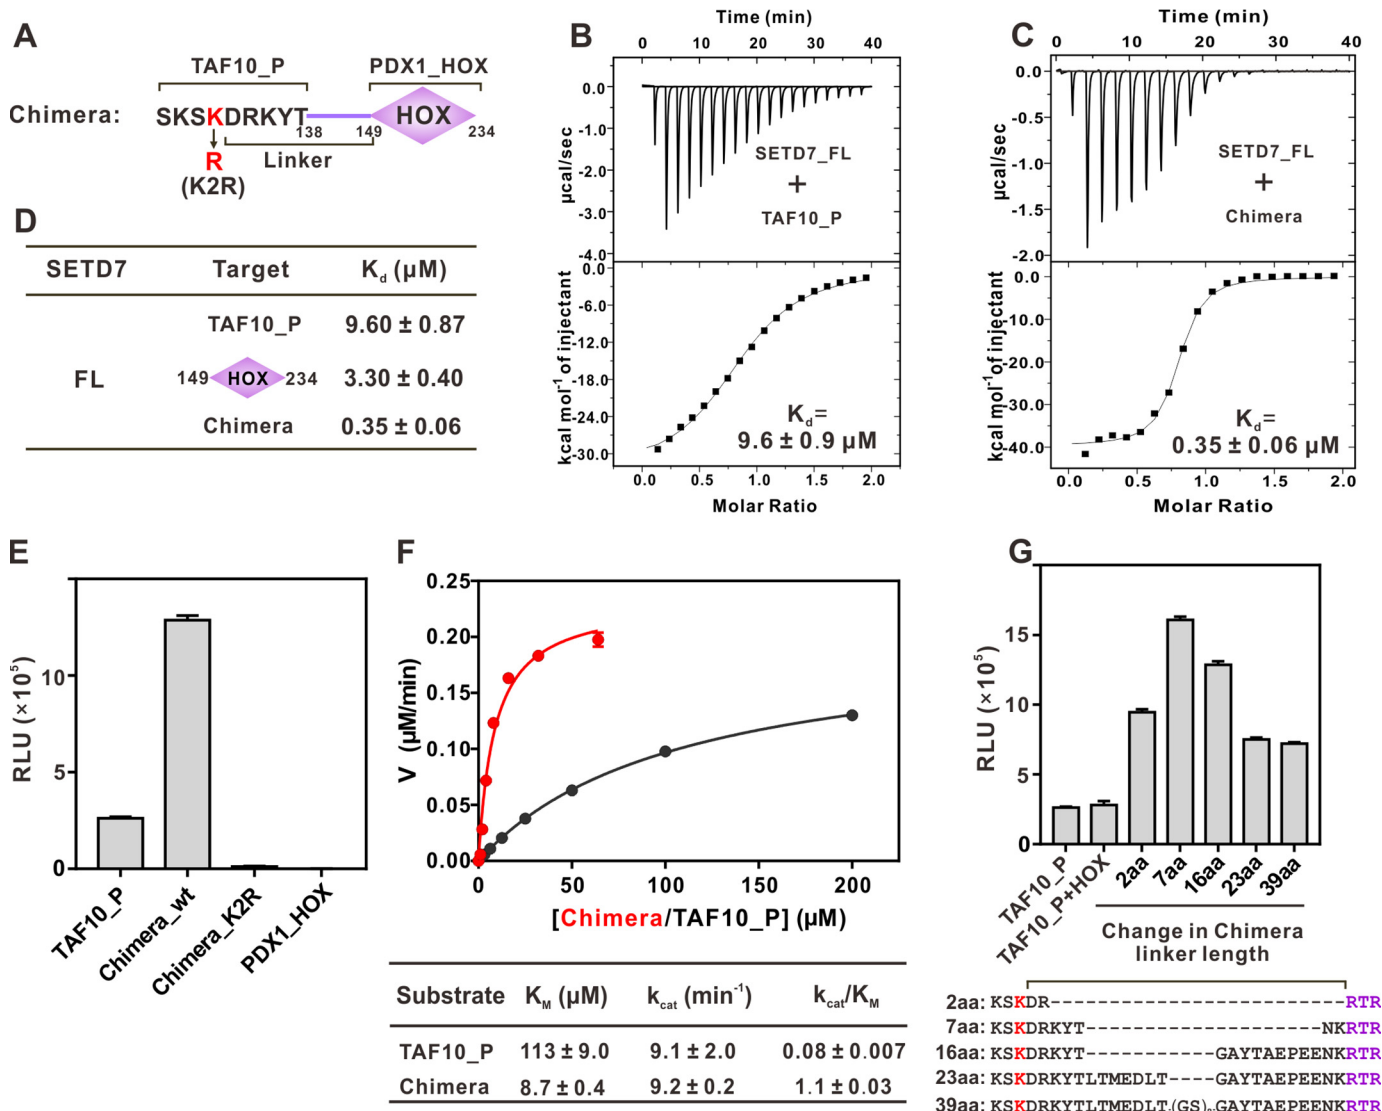 A
TAF10_P
PDX1_HOX
Chimera:
SKSKDRKYT
HOX
138
149
234
R
Linker
(K2R)
B
Time (min)
0 10 20 30 40
0.0
-1.0
-2.0
-3.0
-4.0
µcal/sec
SETD7_FL
+
TAF10_P
0.0
-6.0
-12.0
-18.0
-24.0
-30.0
kcal mol⁻¹ of injectant
Kd=
9.6 ± 0.9 µM
0.0 0.5 1.0 1.5 2.0
Molar Ratio
C
Time (min)
0 10 20 30 40
0.0
-0.5
-1.0
-1.5
-2.0
µcal/sec
SETD7_FL
+
Chimera
0.0
-10.0
-20.0
-30.0
-40.0
kcal mol⁻¹ of injectant
Kd=
0.35 ± 0.06 µM
0.0 0.5 1.0 1.5 2.0
Molar Ratio
D
SETD7 Target Kd (µM)
TAF10_P 9.60 ± 0.87
FL 149 HOX 234 3.30 ± 0.40
Chimera 0.35 ± 0.06
E
RLU (×10⁵)
10
5
0
TAF10_P
Chimera_wt
Chimera_K2R
PDX1_HOX
F
0.25
0.20
0.15
0.10
0.05
0.00
V (µM/min)
0 50 100 150 200
[Chimera/TAF10_P] (µM)
Substrate KM (µM) kcat (min⁻¹) kcat/KM
TAF10_P 113 ± 9.0 9.1 ± 2.0 0.08 ± 0.007
Chimera 8.7 ± 0.4 9.2 ± 0.2 1.1 ± 0.03
G
RLU (×10⁵)
15
10
5
0
TAF10_P
TAF10_P+HOX
2aa
7aa
16aa
23aa
39aa
Change in Chimera
linker length
2aa: KSKDR----------------------------RTR
7aa: KSKDRKYT----------------------NKRTR
16aa: KSKDRKYT------------GAYTAEPEENKRTR
23aa: KSKDRKYTLTMEDLT----GAYTAEPEENKRTR
39aa: KSKDRKYTLTMEDLT(GS)ₙGAYTAEPEENKRTR